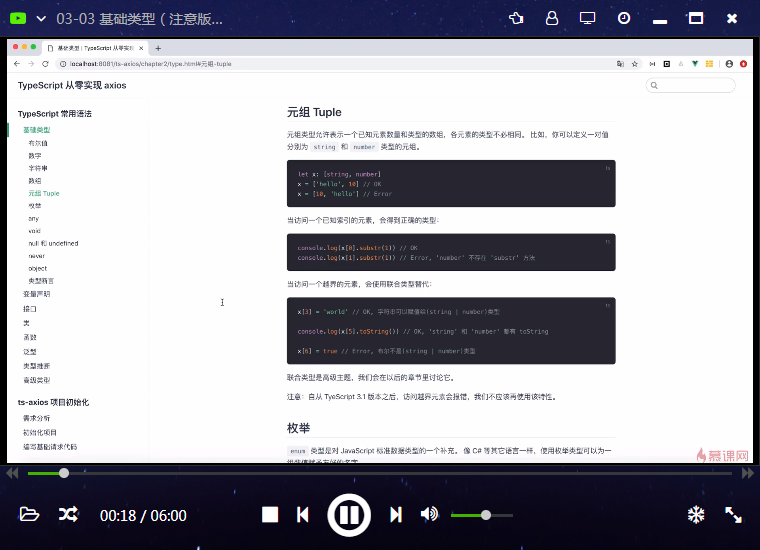 03-03 基础类型（注意版...
基础类型 | TypeScript 从零实现
localhost:8081/ts-axios/chapter2/type.html#元组-tuple
TypeScript 从零实现 axios
TypeScript 常用语法
基础类型
布尔值
数字
字符串
数组
元组 Tuple
枚举
any
void
null 和 undefined
never
object
类型断言
变量声明
接口
类
函数
泛型
类型推断
高级类型
ts-axios 项目初始化
需求分析
初始化项目
编写基础请求代码
元组 Tuple
元组类型允许表示一个已知元素数量和类型的数组，各元素的类型不必相同。 比如，你可以定义一对值
分别为 string 和 number 类型的元组。
ts
let x: [string, number]
x = ['hello', 10] // OK
x = [10, 'hello'] // Error
当访问一个已知索引的元素，会得到正确的类型：
ts
console.log(x[0].substr(1)) // OK
console.log(x[1].substr(1)) // Error, 'number' 不存在 'substr' 方法
当访问一个越界的元素，会使用联合类型替代：
ts
x[3] = 'world' // OK, 字符串可以赋值给(string | number)类型
console.log(x[5].toString()) // OK, 'string' 和 'number' 都有 toString
x[6] = true // Error, 布尔不是(string | number)类型
联合类型是高级主题，我们会在以后的章节里讨论它。
注意：自从 TyeScript 3.1 版本之后，访问越界元素会报错，我们不应该再使用该特性。
枚举
enum 类型是对 JavaScript 标准数据类型的一个补充。 像 C# 等其它语言一样，使用枚举类型可以为一
慕课网
00:18 / 06:00